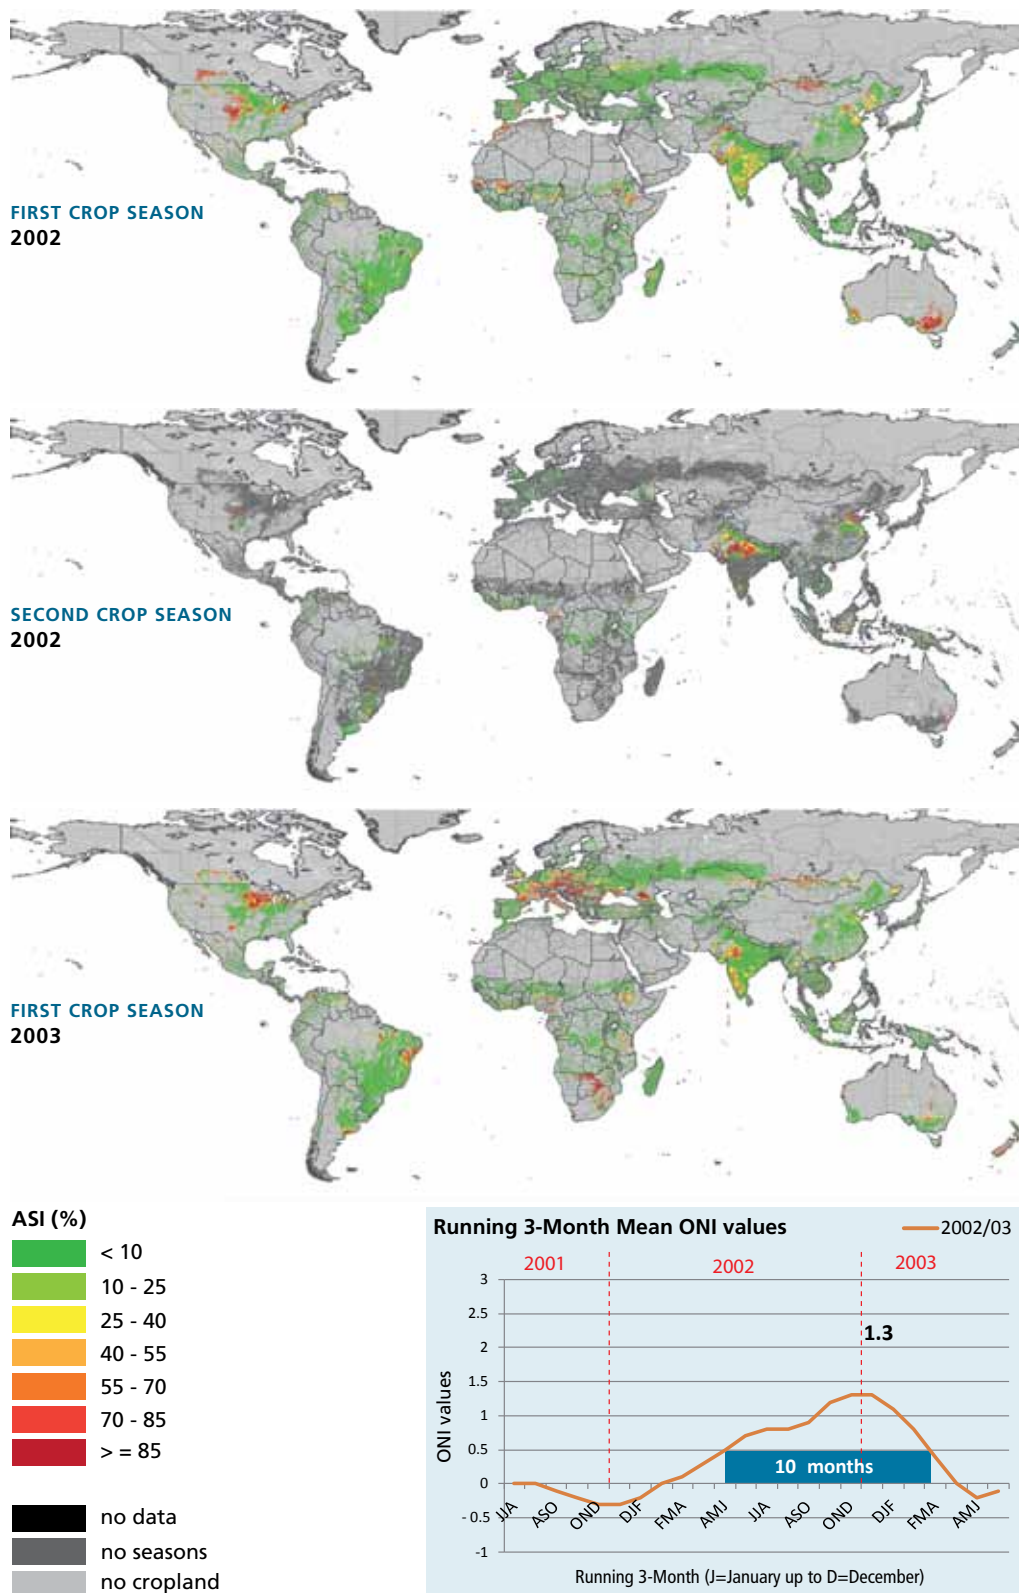 FIRST CROP SEASON
2002
SECOND CROP SEASON
2002
FIRST CROP SEASON
2003
ASI (%)
< 10
10 - 25
25 - 40
40 - 55
55 - 70
70 - 85
> = 85
no data
no seasons
no cropland
Running 3-Month Mean ONI values
2002/03
2001
2002
2003
3
2.5
2
1.5
1
0.5
0
- 0.5
-1
ONI values
1.3
10 months
JJA
ASO
OND
DJF
FMA
AMJ
JJA
ASO
OND
DJF
FMA
AMJ
Running 3-Month (J=January up to D=December)